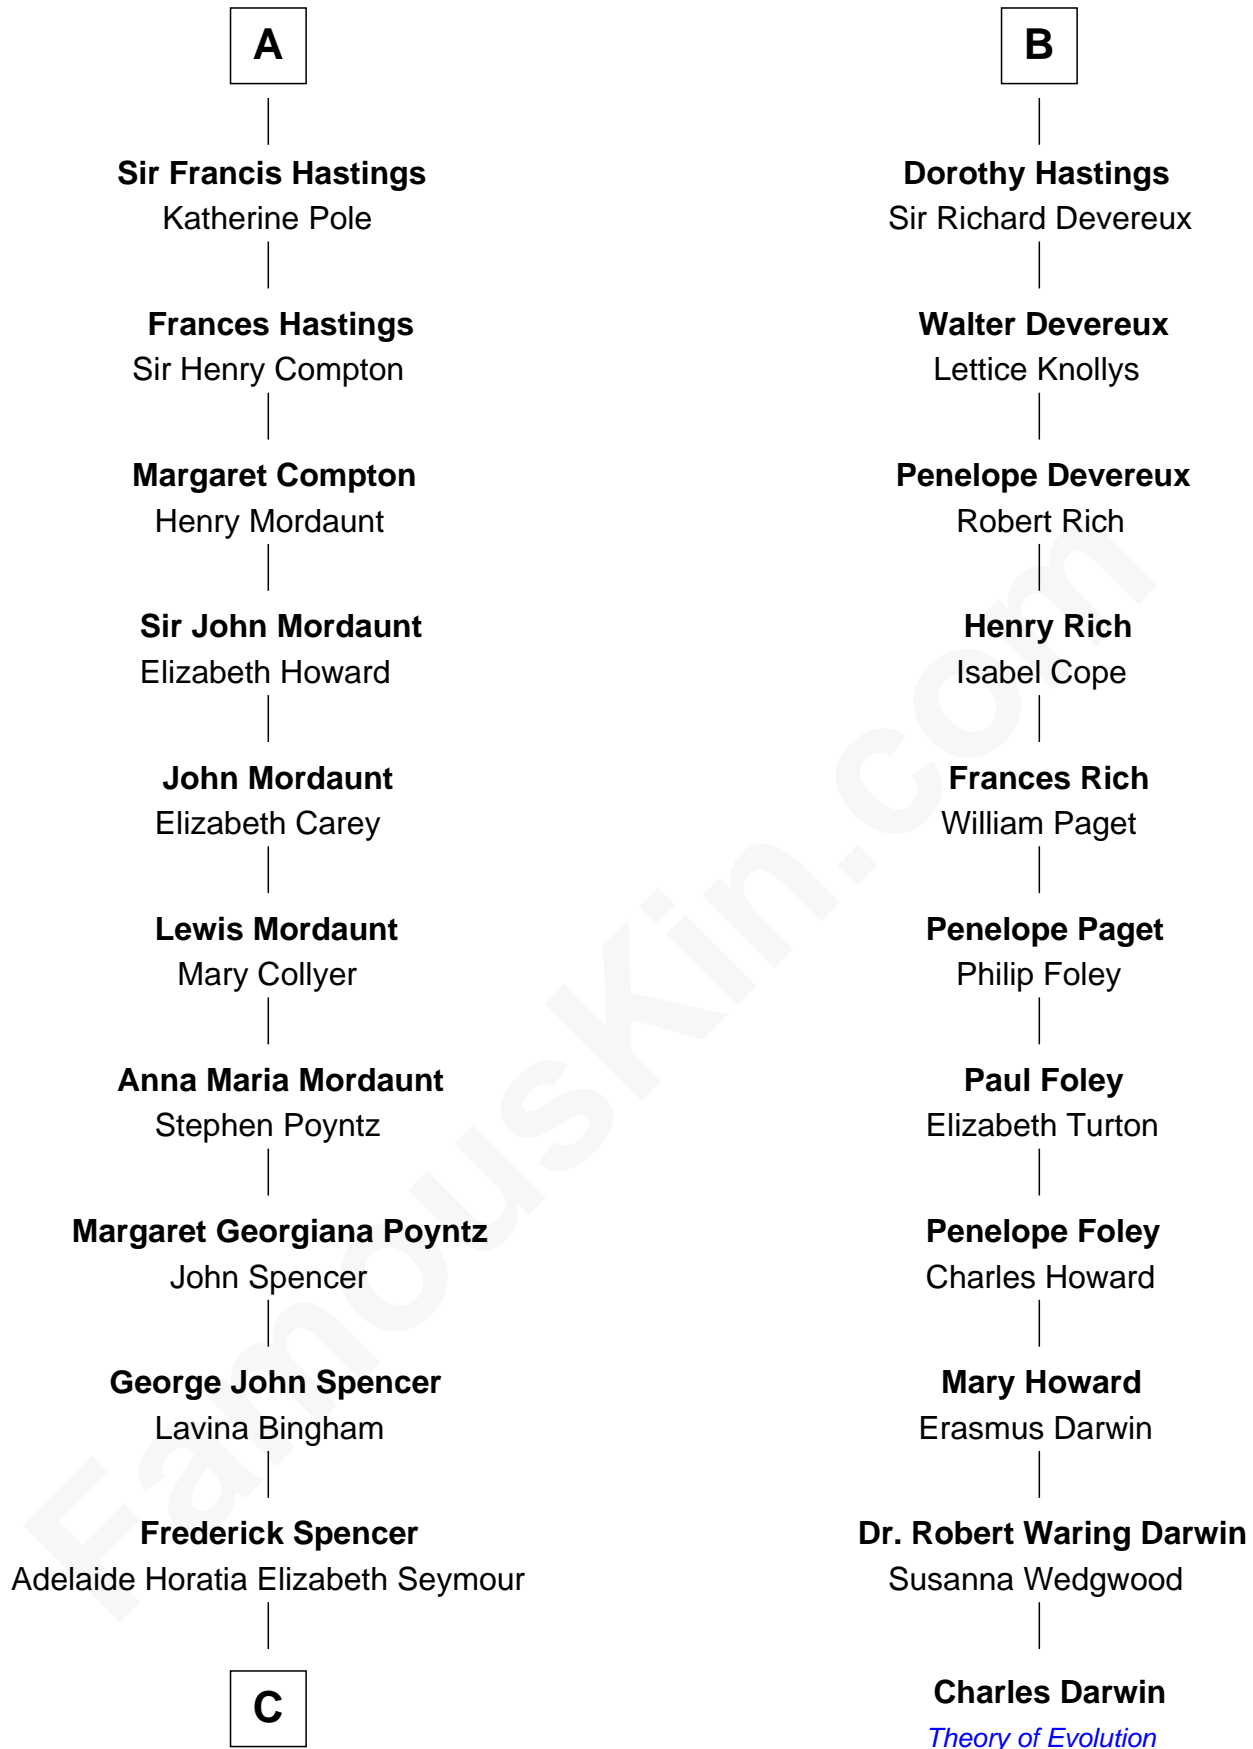 A
Sir Francis Hastings
Katherine Pole
Frances Hastings
Sir Henry Compton
Margaret Compton
Henry Mordaunt
Sir John Mordaunt
Elizabeth Howard
John Mordaunt
Elizabeth Carey
Lewis Mordaunt
Mary Collyer
Anna Maria Mordaunt
Stephen Poyntz
Margaret Georgiana Poyntz
John Spencer
George John Spencer
Lavina Bingham
Frederick Spencer
Adelaide Horatia Elizabeth Seymour
C
B
Dorothy Hastings
Sir Richard Devereux
Walter Devereux
Lettice Knollys
Penelope Devereux
Robert Rich
Henry Rich
Isabel Cope
Frances Rich
William Paget
Penelope Paget
Philip Foley
Paul Foley
Elizabeth Turton
Penelope Foley
Charles Howard
Mary Howard
Erasmus Darwin
Dr. Robert Waring Darwin
Susanna Wedgwood
Charles Darwin
Theory of Evolution
FamousKin.com